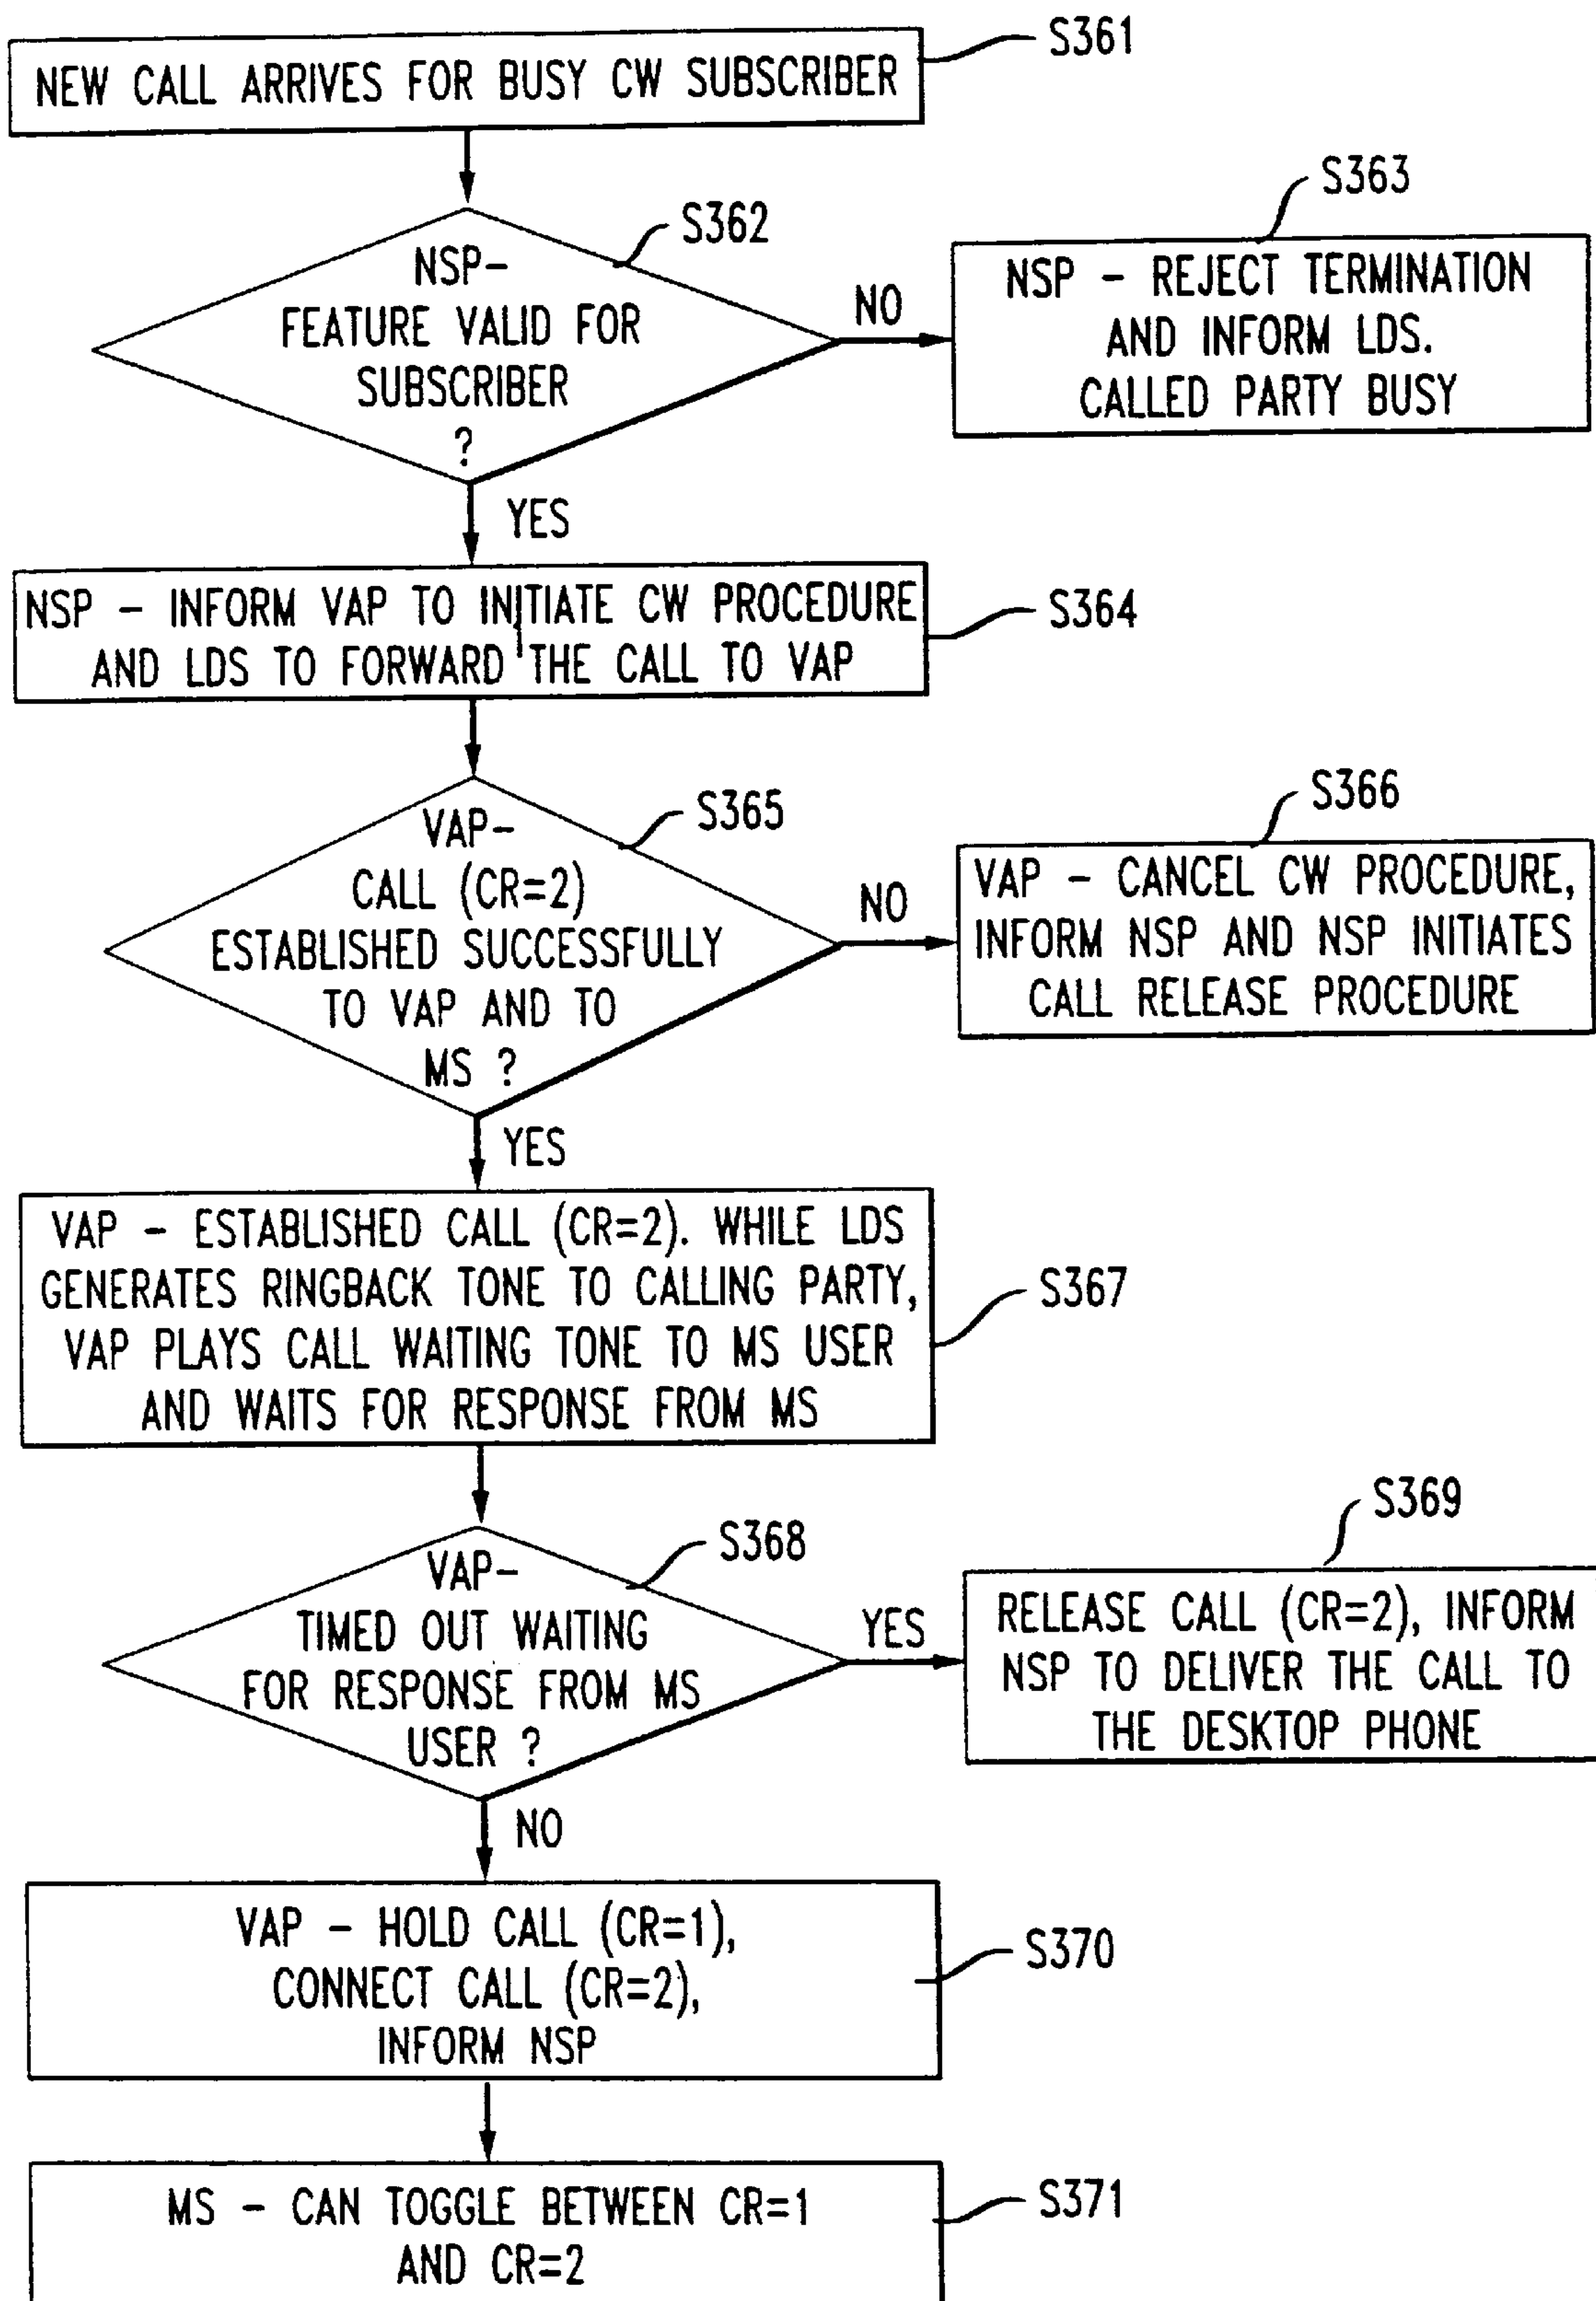 S361
NEW CALL ARRIVES FOR BUSY CW SUBSCRIBER
S362
NSP-
FEATURE VALID FOR
SUBSCRIBER
?
NO
S363
NSP - REJECT TERMINATION
AND INFORM LDS.
CALLED PARTY BUSY
YES
NSP - INFORM VAP TO INITIATE CW PROCEDURE
AND LDS TO FORWARD THE CALL TO VAP
S364
S365
VAP-
CALL (CR=2)
ESTABLISHED SUCCESSFULLY
TO VAP AND TO
MS ?
NO
S366
VAP - CANCEL CW PROCEDURE,
INFORM NSP AND NSP INITIATES
CALL RELEASE PROCEDURE
YES
VAP - ESTABLISHED CALL (CR=2). WHILE LDS
GENERATES RINGBACK TONE TO CALLING PARTY,
VAP PLAYS CALL WAITING TONE TO MS USER
AND WAITS FOR RESPONSE FROM MS
S367
S368
VAP-
TIMED OUT WAITING
FOR RESPONSE FROM MS
USER ?
YES
S369
RELEASE CALL (CR=2), INFORM
NSP TO DELIVER THE CALL TO
THE DESKTOP PHONE
NO
VAP - HOLD CALL (CR=1),
CONNECT CALL (CR=2),
INFORM NSP
S370
MS - CAN TOGGLE BETWEEN CR=1
AND CR=2
S371